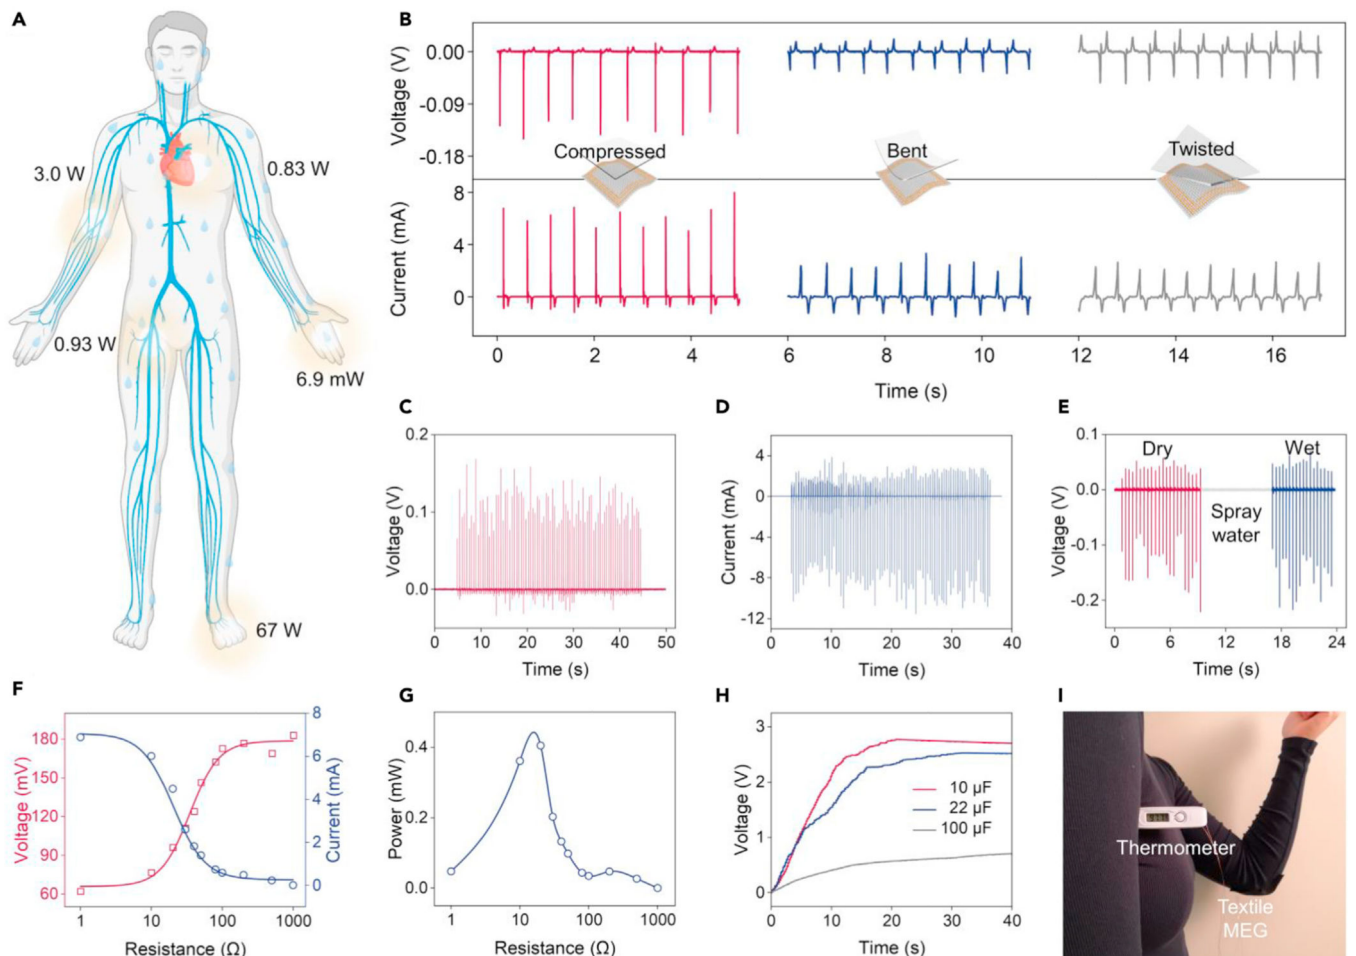 A
3.0 W
0.83 W
0.93 W
6.9 mW
67 W
B
Voltage (V)
0.00
-0.09
-0.18
Compressed
Bent
Twisted
Current (mA)
8
4
0
0 2 4 6 8 10 12 14 16
Time (s)
C
Voltage (V)
0.2
0.1
0.0
0 10 20 30 40 50
Time (s)
D
Current (mA)
4
0
-4
-8
-12
0 10 20 30 40
Time (s)
E
Voltage (V)
0.1
0.0
-0.1
-0.2
Dry
Wet
Spray
water
0 6 12 18 24
Time (s)
F
Voltage (mV)
180
150
120
90
60
Current (mA)
8
6
4
2
0
1 10 100 1000
Resistance (Ω)
G
Power (mW)
0.4
0.2
0.0
1 10 100 1000
Resistance (Ω)
H
Voltage (V)
3
2
1
0
10 µF
22 µF
100 µF
0 10 20 30 40
Time (s)
I
Thermometer
Textile
MEG